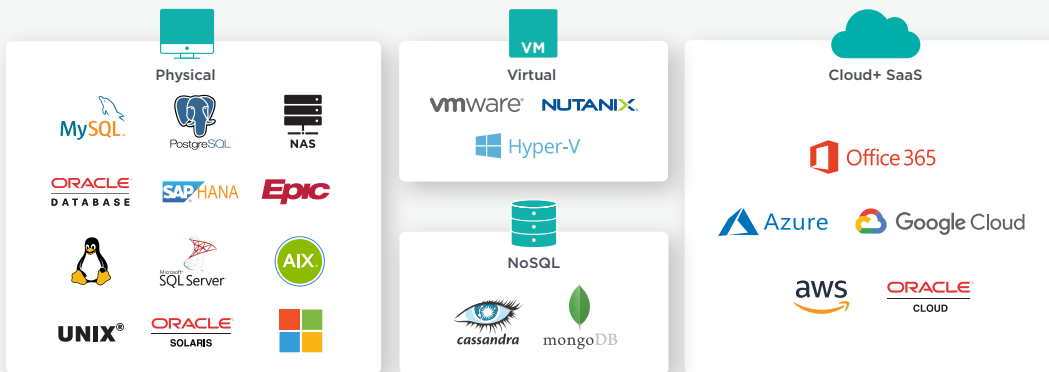 Physical
MySQL.
PostgreSQL
NAS
ORACLE®
DATABASE
SAP HANA
Epic
Microsoft®
SQL Server®
AIX
UNIX®
ORACLE®
SOLARIS
VM
Virtual
vmware®
NUTANIX.
Hyper-V
NoSQL
cassandra
mongoDB
Cloud+ SaaS
Office 365
Azure
Google Cloud
aws
ORACLE®
CLOUD